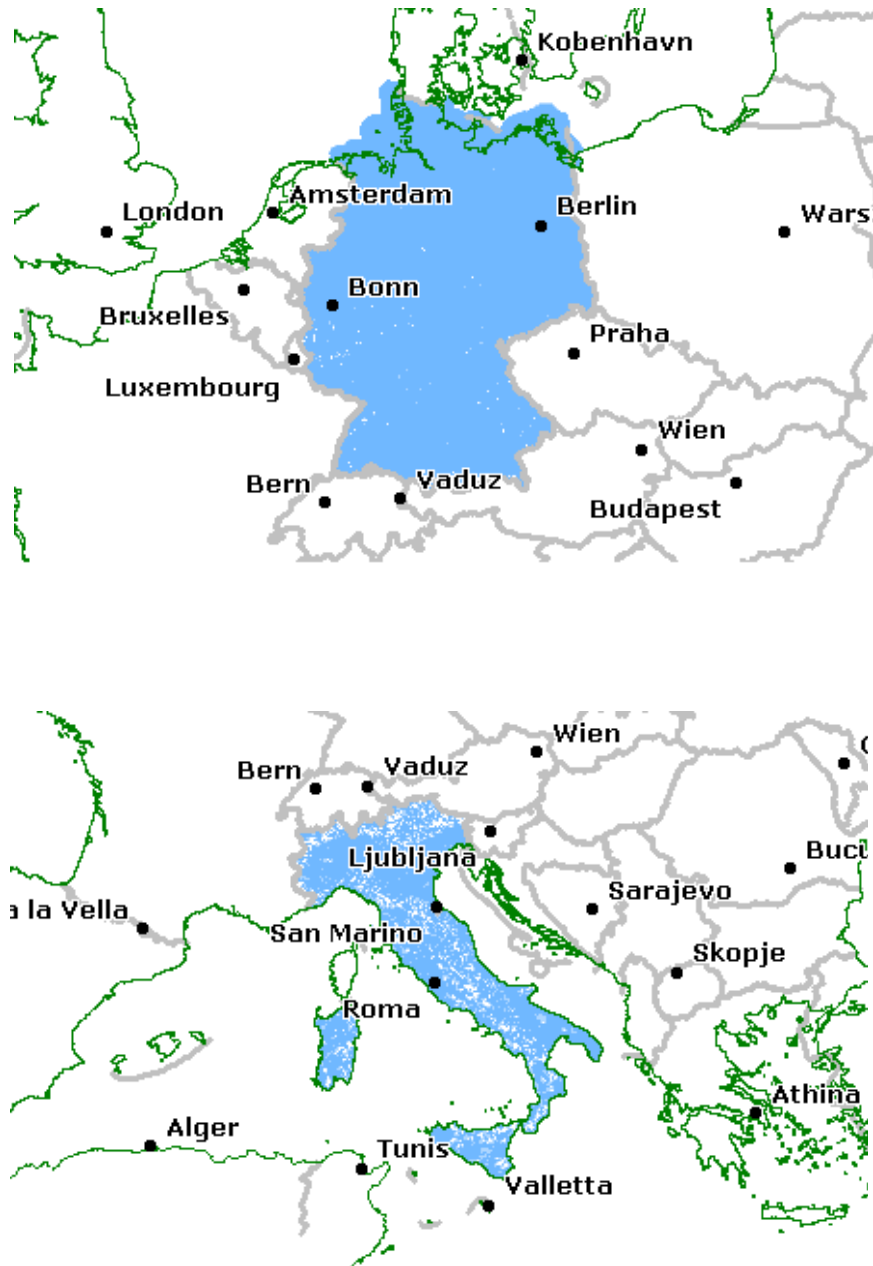 Kobenhavn
Amsterdam
London
Berlin
Wars
Bonn
Bruxelles
Praha
Luxembourg
Wien
Bern
Vaduz
Budapest
Wien
Bern
Vaduz
Ljubljana
Bucu
Sarajevo
a la Vella
San Marino
Skopje
Roma
Athina
Alger
Tunis
Valletta